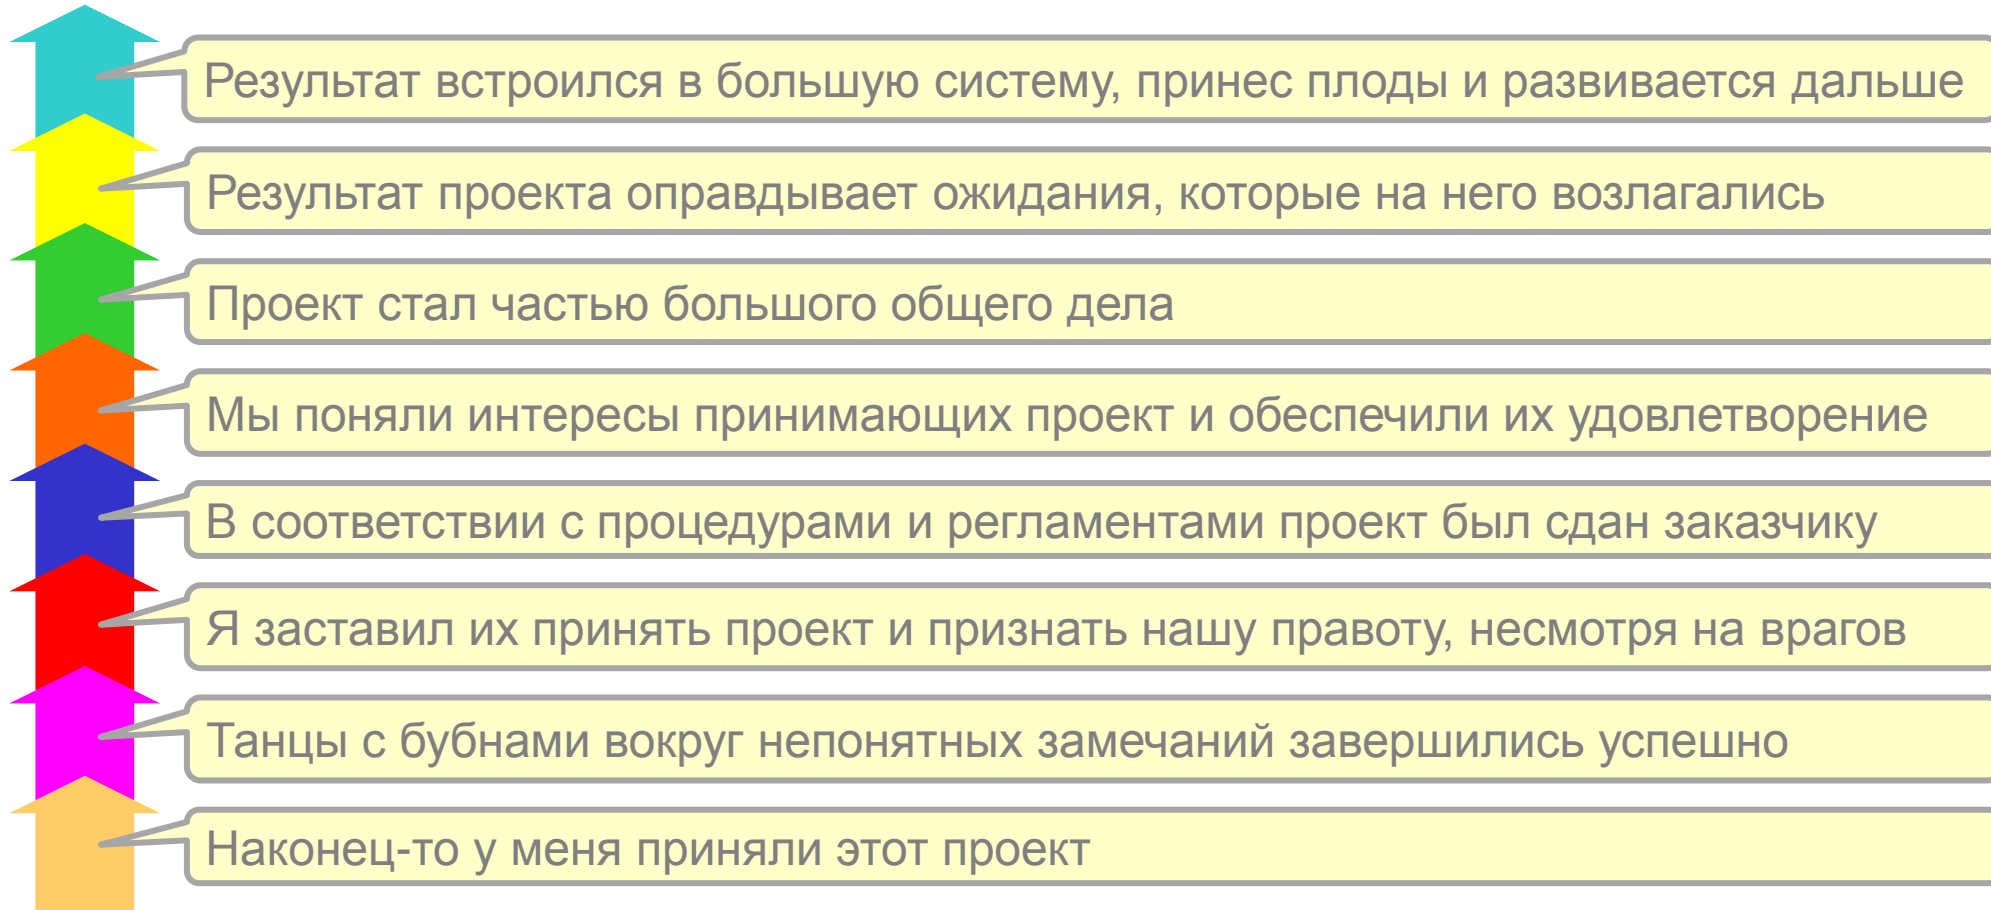 Результат встроился в большую систему, принес плоды и развивается дальше
Результат проекта оправдывает ожидания, которые на него возлагались
Проект стал частью большого общего дела
Мы поняли интересы принимающих проект и обеспечили их удовлетворение
В соответствии с процедурами и регламентами проект был сдан заказчику
Я заставил их принять проект и признать нашу правоту, несмотря на врагов
Танцы с бубнами вокруг непонятных замечаний завершились успешно
Наконец-то у меня приняли этот проект